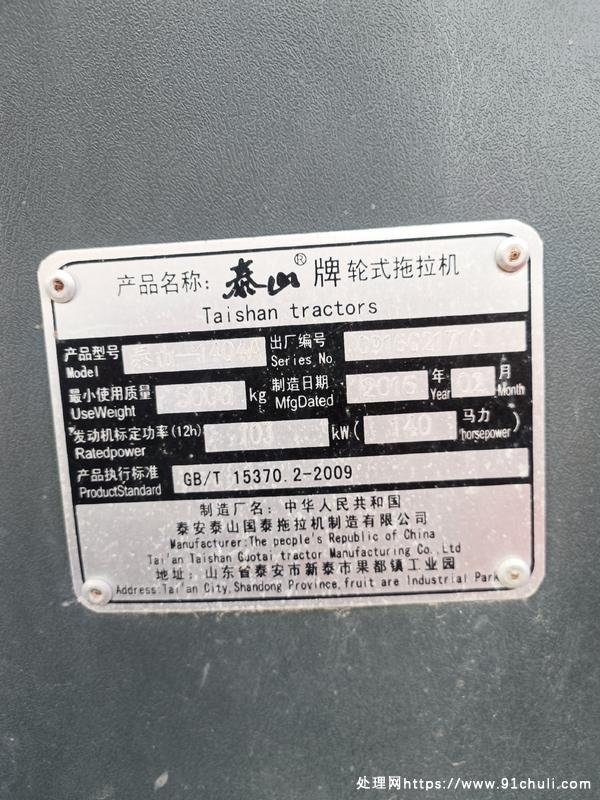 产品名称: 泰山® 牌 轮式拖拉机
Taishan tractors
产品型号 泰山-1404A 出厂编号
Model Series No.
最小使用质量 kg 制造日期 2015 年 02 月
UseWeight MfgDated Year Month
发动机标定功率(12h) 103 kW( 140 马力)
Ratedpower horsepower
产品执行标准 GB/T 15370.2-2009
ProductStandard
制造厂名: 中华人民共和国
泰安泰山国泰拖拉机制造有限公司
Manufacturer:The people's Republic of China
Tai'an Taishan Guotai tractor Manufacturing Co., Ltd
地址: 山东省泰安市新泰市果都镇工业园
Address:Tai'an City, Shandong Province, fruit are Industrial Park
处理网https://www.91chuli.com